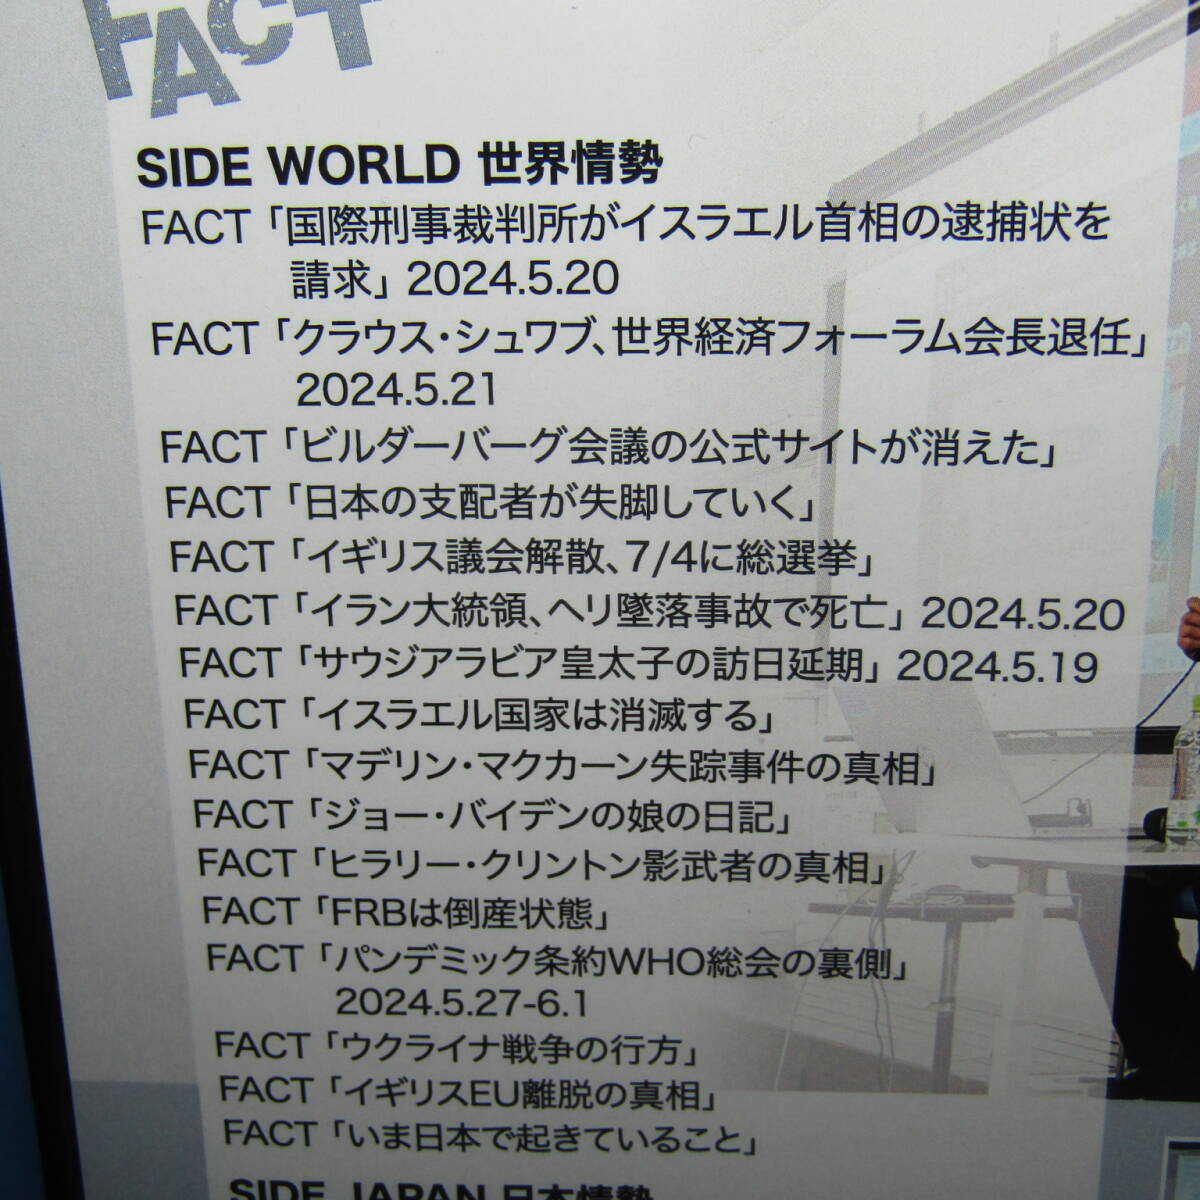 FACT
SIDE WORLD 世界情勢
FACT「国際刑事裁判所がイスラエル首相の逮捕状を
請求」2024.5.20
FACT「クラウス・シュワブ、世界経済フォーラム会長退任」
2024.5.21
FACT「ビルダーバーグ会議の公式サイトが消えた」
FACT「日本の支配者が失脚していく」
FACT「イギリス議会解散、7/4に総選挙」
FACT「イラン大統領、ヘリ墜落事故で死亡」2024.5.20
FACT「サウジアラビア皇太子の訪日延期」2024.5.19
FACT「イスラエル国家は消滅する」
FACT「マデリン・マクカーン失踪事件の真相」
FACT「ジョー・バイデンの娘の日記」
FACT「ヒラリー・クリントン影武者の真相」
FACT「FRBは倒産状態」
FACT「パンデミック条約WHO総会の裏側」
2024.5.27-6.1
FACT「ウクライナ戦争の行方」
FACT「イギリスEU離脱の真相」
FACT「いま日本で起きていること」
SIDE JAPAN 日本情勢